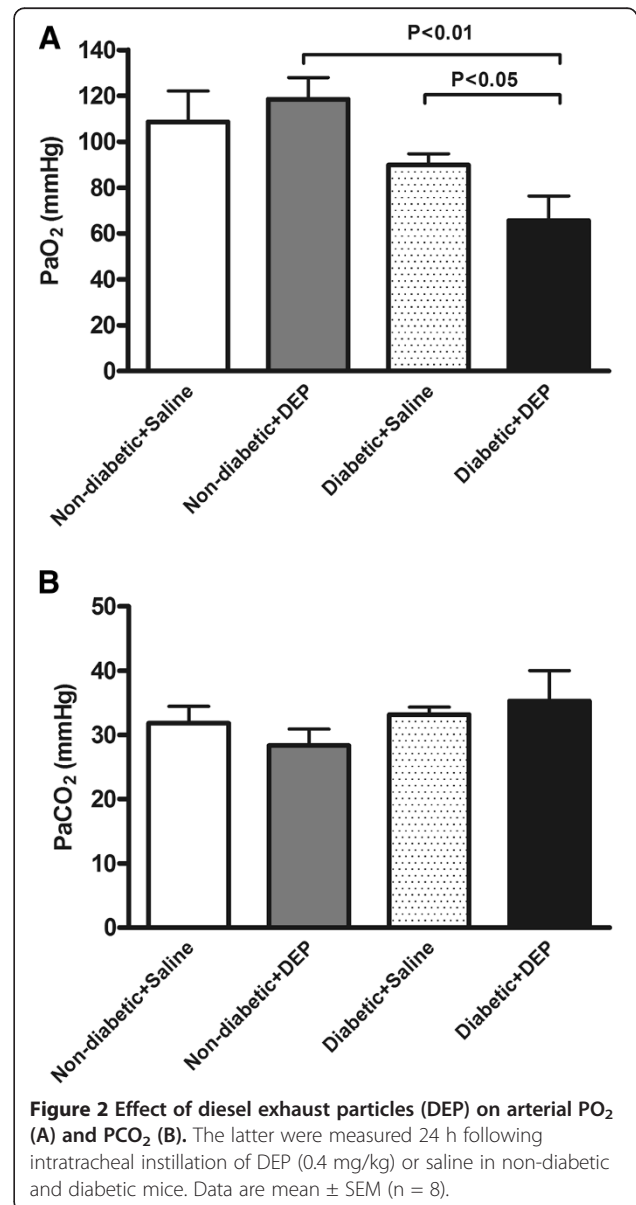 A
P<0.01
P<0.05
PaO₂ (mmHg)
140
120
100
80
60
40
20
0
Non-diabetic+Saline
Non-diabetic+DEP
Diabetic+Saline
Diabetic+DEP
B
PaCO₂ (mmHg)
50
40
30
20
10
0
Non-diabetic+Saline
Non-diabetic+DEP
Diabetic+Saline
Diabetic+DEP
Figure 2 Effect of diesel exhaust particles (DEP) on arterial PO₂
(A) and PCO₂ (B). The latter were measured 24 h following
intratracheal instillation of DEP (0.4 mg/kg) or saline in non-diabetic
and diabetic mice. Data are mean ± SEM (n = 8).